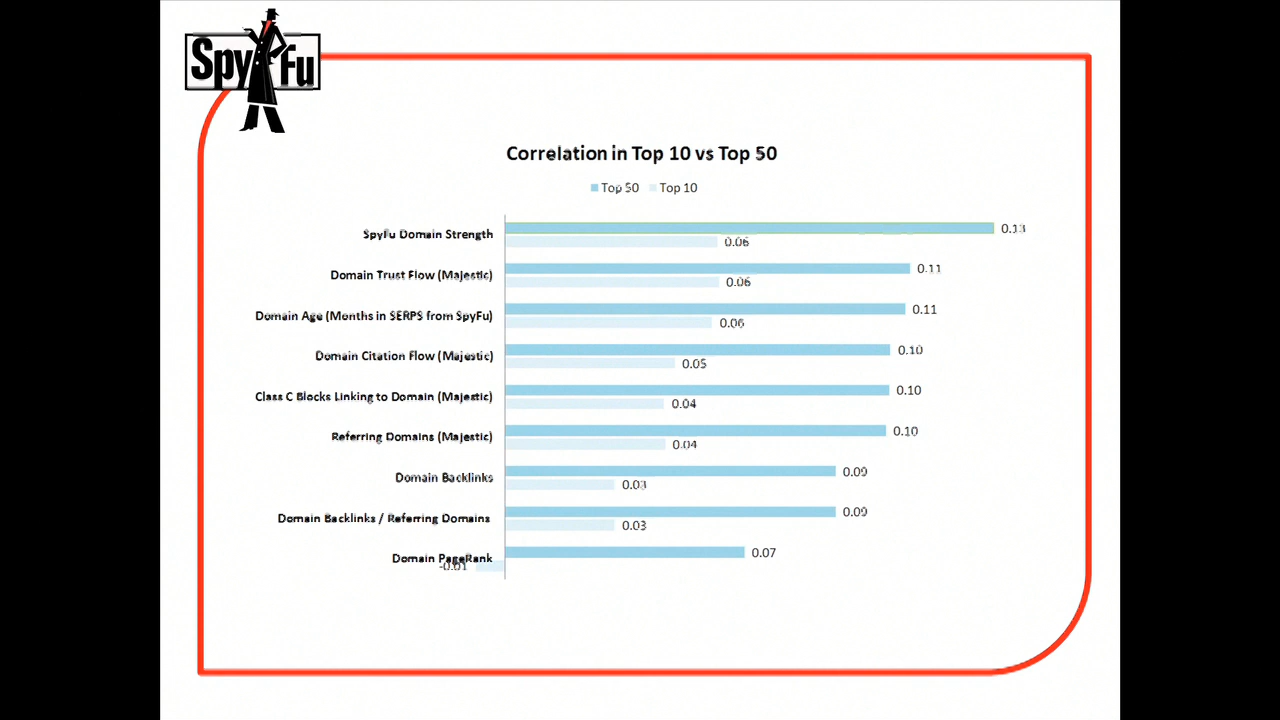 SpyFu
Correlation in Top 10 vs Top 50
Top 50 Top 10
SpyFu Domain Strength 0.13
0.06
Domain Trust Flow (Majestic) 0.11
0.06
Domain Age (Months in SERPS from SpyFu) 0.11
0.06
Domain Citation Flow (Majestic) 0.10
0.05
Class C Blocks Linking to Domain (Majestic) 0.10
0.04
Referring Domains (Majestic) 0.10
0.04
Domain Backlinks 0.09
0.03
Domain Backlinks / Referring Domains 0.09
0.03
Domain PageRank 0.07
-0.01